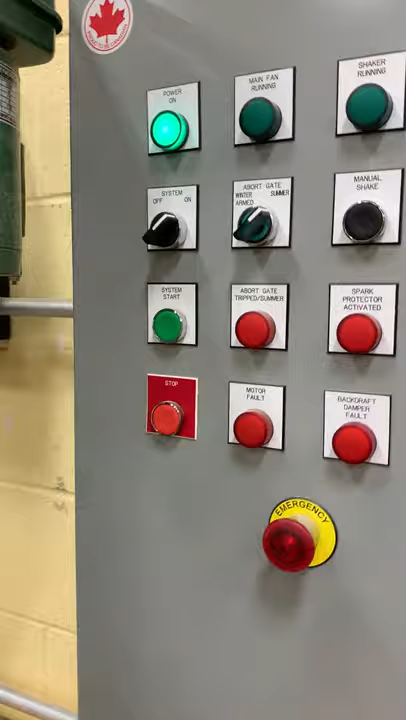 POWER
ON
MAIN FAN
RUNNING
SHAKER
RUNNING
SYSTEM
OFF ON
ABORT GATE
WINTER SUMMER
ARMED
MANUAL
SHAKE
SYSTEM
START
ABORT GATE
TRIPPED/SUMMER
SPARK
PROTECTOR
ACTIVATED
STOP
MOTOR
FAULT
BACKDRAFT
DAMPER
FAULT
EMERGENCY